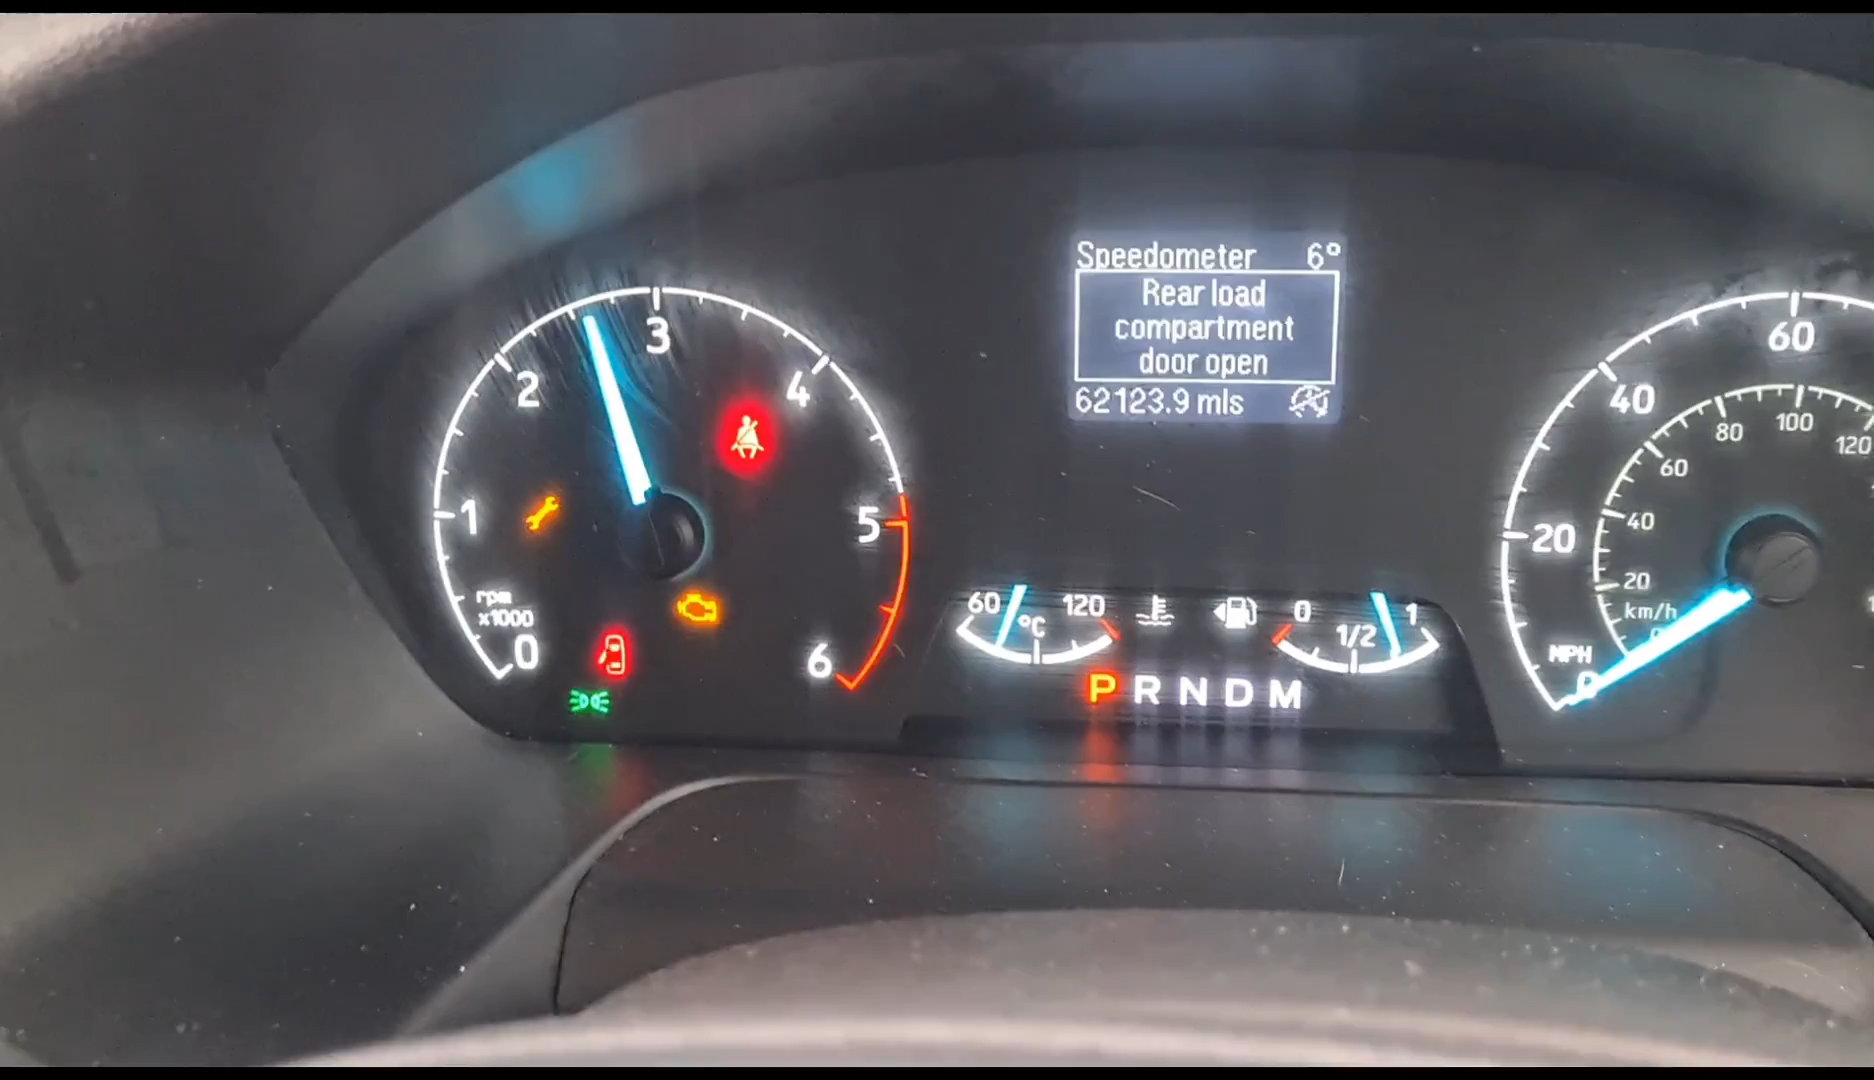 Speedometer 6°
Rear load
compartment
door open
62123.9 mls
0
1
2
3
4
5
6
rpm
x1000
60
°C
120
0
1/2
1
P R N D M
0
20
40
60
MPH
20
40
60
80
100
120
km/h